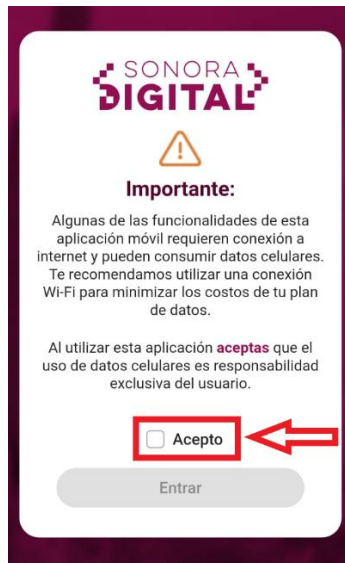 SONORA
DIGITAL
Importante:
Algunas de las funcionalidades de esta
aplicación móvil requieren conexión a
internet y pueden consumir datos celulares.
Te recomendamos utilizar una conexión
Wi-Fi para minimizar los costos de tu plan
de datos.
Al utilizar esta aplicación aceptas que el
uso de datos celulares es responsabilidad
exclusiva del usuario.
Acepto
Entrar